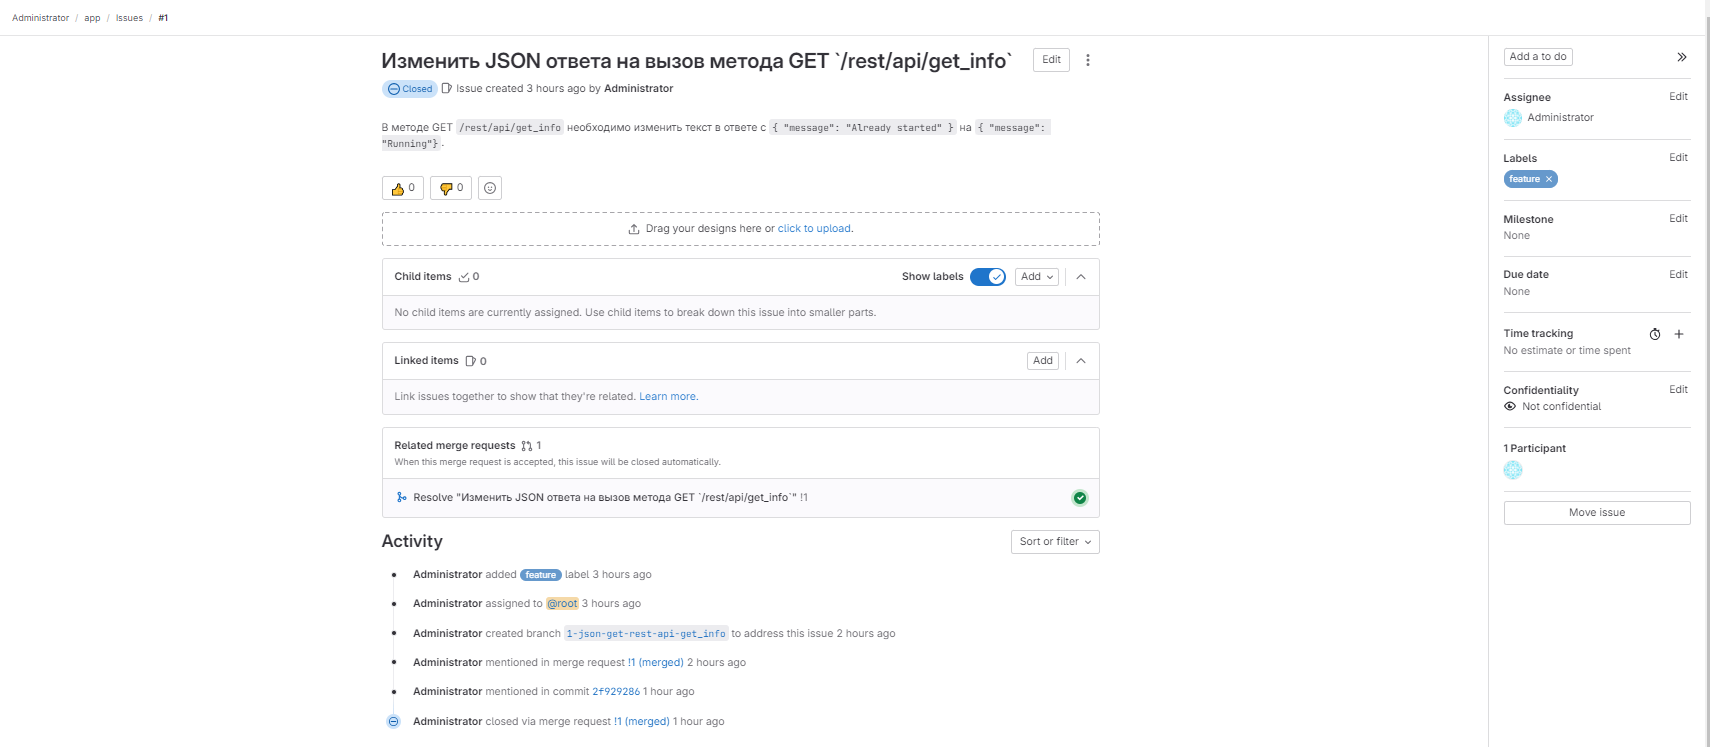 Administrator / app / Issues / #1
Изменить JSON ответа на вызов метода GET `/rest/api/get_info`
Edit
Closed Issue created 3 hours ago by Administrator
В методе GET /rest/api/get_info необходимо изменить текст в ответе с { "message": "Already started" } на { "message":
"Running"}.
0 0
Drag your designs here or click to upload.
Child items 0 Show labels Add
No child items are currently assigned. Use child items to break down this issue into smaller parts.
Linked items 0 Add
Link issues together to show that they're related. Learn more.
Related merge requests 1
When this merge request is accepted, this issue will be closed automatically.
Resolve "Изменить JSON ответа на вызов метода GET `/rest/api/get_info`" !1
Activity Sort or filter
Administrator added feature label 3 hours ago
Administrator assigned to @root 3 hours ago
Administrator created branch 1-json-get-rest-api-get_info to address this issue 2 hours ago
Administrator mentioned in merge request !1 (merged) 2 hours ago
Administrator mentioned in commit 2f929286 1 hour ago
Administrator closed via merge request !1 (merged) 1 hour ago
Add a to do
Assignee Edit
Administrator
Labels Edit
feature
Milestone Edit
None
Due date Edit
None
Time tracking
No estimate or time spent
Confidentiality Edit
Not confidential
1 Participant
Move issue